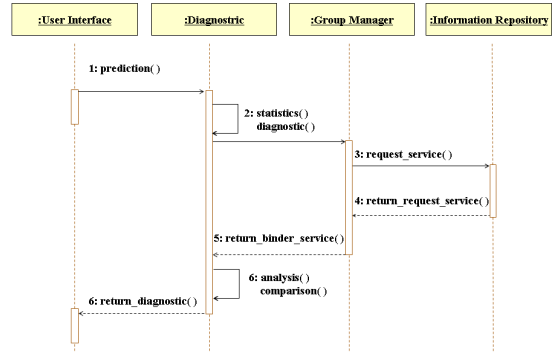 :User Interface
:Diagnostric
:Group Manager
:Information Repository
1: prediction( )
2: statistics( )
diagnostic( )
3: request_service( )
4: return_request_service( )
5: return_binder_service( )
6: analysis( )
comparison( )
6: return_diagnostic( )